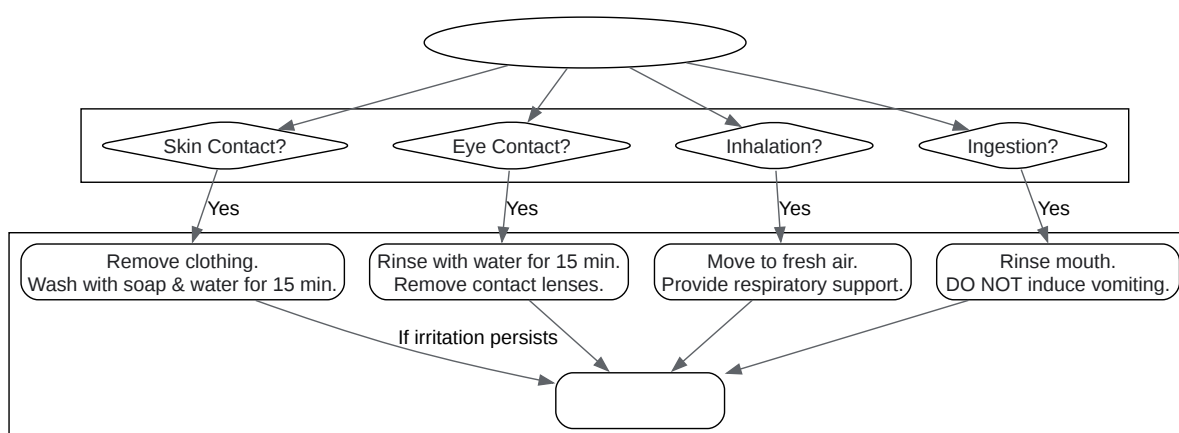 Skin Contact?
Eye Contact?
Inhalation?
Ingestion?
Yes
Yes
Yes
Yes
Remove clothing.
Wash with soap & water for 15 min.
Rinse with water for 15 min.
Remove contact lenses.
Move to fresh air.
Provide respiratory support.
Rinse mouth.
DO NOT induce vomiting.
If irritation persists